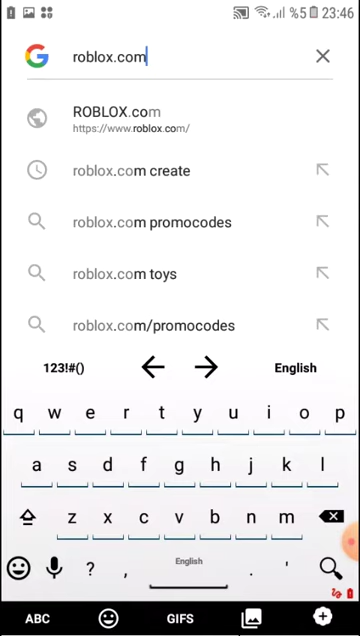 %5 23:46
roblox.com
ROBLOX.com
https://www.roblox.com/
roblox.com create
roblox.com promocodes
roblox.com toys
roblox.com/promocodes
123!#() English
q w e r t y u i o p
a s d f g h j k l
z x c v b n m
? , English . '
ABC GIFS